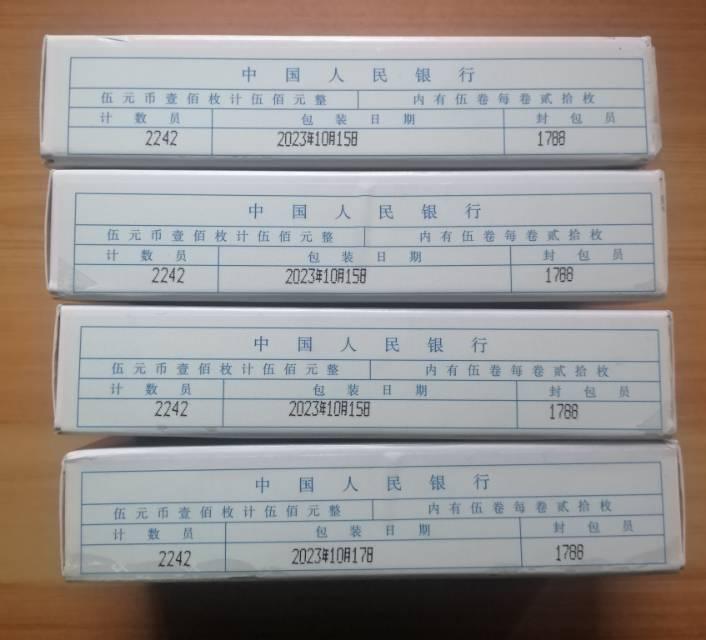 中国人民银行
伍元币壹佰枚计伍佰元整 内有伍卷每卷贰拾枚
计数员 包装日期 封包员
2242 2023年10月15日 1788
中国人民银行
伍元币壹佰枚计伍佰元整 内有伍卷每卷贰拾枚
计数员 包装日期 封包员
2242 2023年10月15日 1788
中国人民银行
伍元币壹佰枚计伍佰元整 内有伍卷每卷贰拾枚
计数员 包装日期 封包员
2242 2023年10月15日 1788
中国人民银行
伍元币壹佰枚计伍佰元整 内有伍卷每卷贰拾枚
计数员 包装日期 封包员
2242 2023年10月17日 1788